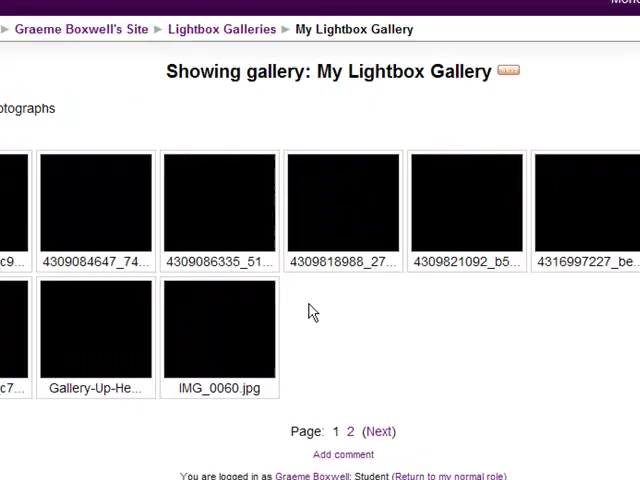 Graeme Boxwell's Site ► Lightbox Galleries ► My Lightbox Gallery
Showing gallery: My Lightbox Gallery
otographs
c9... 4309084647_74... 4309086335_51... 4309818988_27... 4309821092_b5... 4316997227_be...
c7... Gallery-Up-He... IMG_0060.jpg
Page: 1 2 (Next)
Add comment
You are logged in as Graeme Boxwell: Student (Return to my normal role)